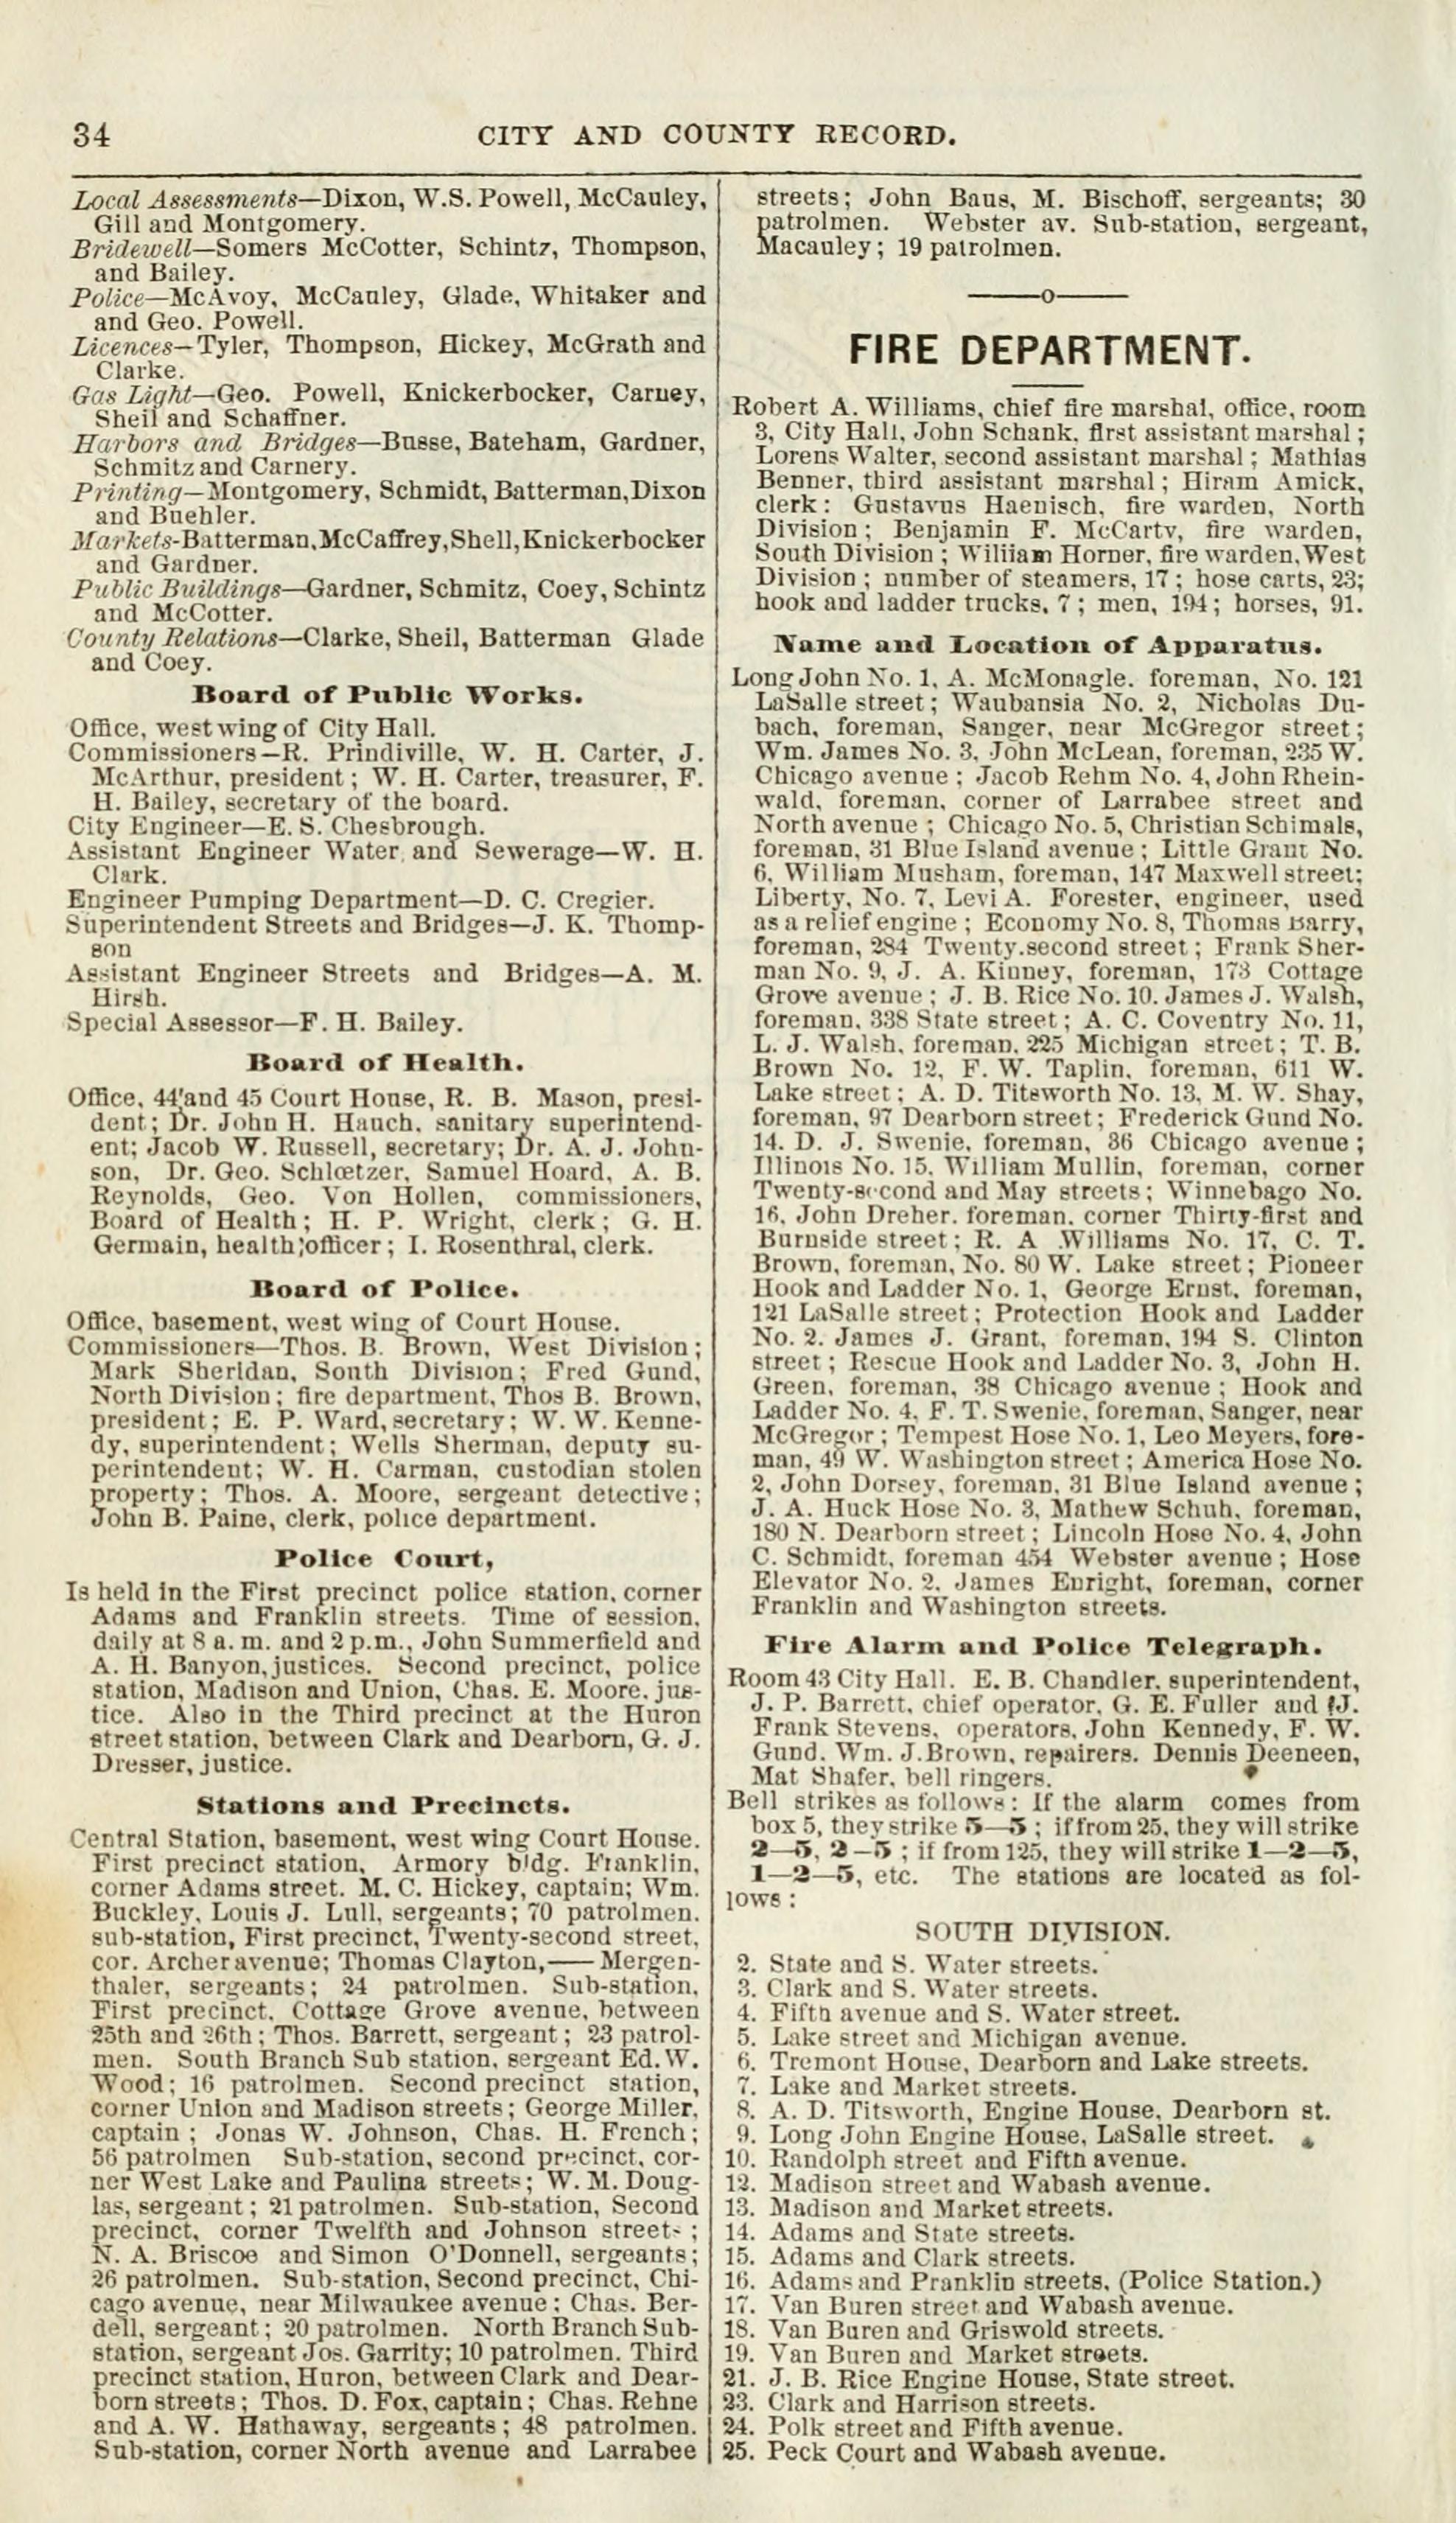 34
CITY AND COUNTY RECORD.
Local Assessments—Dixon, W.S. Powell, McCauley,
Gill and Montgomery.
Bridewell—Somers McCotter, Schintz, Thompson,
and Bailey.
Police—McAvoy, McCauley, Glade, Whitaker and
and Geo. Powell.
Licences—Tyler, Thompson, Hickey, McGrath and
Clarke.
Gas Light—Geo. Powell, Knickerbocker, Carney,
Sheil and Schaffner.
Harbors and Bridges—Busse, Bateham, Gardner,
Schmitz and Carnery.
Printing—Montgomery, Schmidt, Batterman, Dixon
and Buehler.
Markets-Batterman, McCaffrey, Shell, Knickerbocker
and Gardner.
Public Buildings—Gardner, Schmitz, Coey, Schintz
and McCotter.
County Relations—Clarke, Sheil, Batterman Glade
and Coey.
Board of Public Works.
Office, west wing of City Hall.
Commissioners—R. Prindiville, W. H. Carter, J.
McArthur, president; W. H. Carter, treasurer, F.
H. Bailey, secretary of the board.
City Engineer—E. S. Chesbrough.
Assistant Engineer Water and Sewerage—W. H.
Clark.
Engineer Pumping Department—D. C. Cregier.
Superintendent Streets and Bridges—J. K. Thomp-
son
Assistant Engineer Streets and Bridges—A. M.
Hirsh.
Special Assessor—F. H. Bailey.
Board of Health.
Office, 44 and 45 Court House, R. B. Mason, presi-
dent; Dr. John H. Hauch, sanitary superintend-
ent; Jacob W. Russell, secretary; Dr. A. J. John-
son, Dr. Geo. Schlœtzer, Samuel Hoard, A. B.
Reynolds, Geo. Von Hollen, commissioners,
Board of Health; H. P. Wright, clerk; G. H.
Germain, health officer; I. Rosenthral, clerk.
Board of Police.
Office, basement, west wing of Court House.
Commissioners—Thos. B. Brown, West Division;
Mark Sheridan, South Division; Fred Gund,
North Division; fire department, Thos B. Brown,
president; E. P. Ward, secretary; W. W. Kenne-
dy, superintendent; Wells Sherman, deputy su-
perintendent; W. H. Carman, custodian stolen
property; Thos. A. Moore, sergeant detective;
John B. Paine, clerk, police department.
Police Court,
Is held in the First precinct police station, corner
Adams and Franklin streets. Time of session,
daily at 8 a. m. and 2 p.m., John Summerfield and
A. H. Banyon, justices. Second precinct, police
station, Madison and Union, Chas. E. Moore, jus-
tice. Also in the Third precinct at the Huron
street station, between Clark and Dearborn, G. J.
Dresser, justice.
Stations and Precincts.
Central Station, basement, west wing Court House.
First precinct station, Armory bldg. Franklin,
corner Adams street. M. C. Hickey, captain; Wm.
Buckley, Louis J. Lull, sergeants; 70 patrolmen.
sub-station, First precinct, Twenty-second street,
cor. Archer avenue; Thomas Clayton,—— Mergen-
thaler, sergeants; 24 patrolmen. Sub-station,
First precinct, Cottage Grove avenue, between
25th and 26th; Thos. Barrett, sergeant; 23 patrol-
men. South Branch Sub station, sergeant Ed. W.
Wood; 16 patrolmen. Second precinct station,
corner Union and Madison streets; George Miller,
captain; Jonas W. Johnson, Chas. H. French;
56 patrolmen Sub-station, second precinct, cor-
ner West Lake and Paulina streets; W. M. Doug-
las, sergeant; 21 patrolmen. Sub-station, Second
precinct, corner Twelfth and Johnson streets;
N. A. Briscoe and Simon O'Donnell, sergeants;
26 patrolmen. Sub-station, Second precinct, Chi-
cago avenue, near Milwaukee avenue; Chas. Ber-
dell, sergeant; 20 patrolmen. North Branch Sub-
station, sergeant Jos. Garrity; 10 patrolmen. Third
precinct station, Huron, between Clark and Dear-
born streets; Thos. D. Fox, captain; Chas. Rehne
and A. W. Hathaway, sergeants; 48 patrolmen.
Sub-station, corner North avenue and Larrabee
streets; John Baus, M. Bischoff, sergeants; 30
patrolmen. Webster av. Sub-station, sergeant,
Macauley; 19 patrolmen.
FIRE DEPARTMENT.
Robert A. Williams, chief fire marshal, office, room
3, City Hall, John Schank, first assistant marshal;
Lorens Walter, second assistant marshal; Mathias
Benner, third assistant marshal; Hiram Amick,
clerk: Gustavus Haenisch, fire warden, North
Division; Benjamin F. McCarty, fire warden,
South Division; William Horner, fire warden, West
Division; number of steamers, 17; hose carts, 23;
hook and ladder trucks, 7; men, 194; horses, 91.
Name and Location of Apparatus.
Long John No. 1, A. McMonagle. foreman, No. 121
LaSalle street; Waubansia No. 2, Nicholas Du-
bach, foreman, Sanger, near McGregor street;
Wm. James No. 3, John McLean, foreman, 235 W.
Chicago avenue; Jacob Rehm No. 4, John Rhein-
wald, foreman, corner of Larrabee street and
North avenue; Chicago No. 5, Christian Schimals,
foreman, 31 Blue Island avenue; Little Grant No.
6, William Musham, foreman, 147 Maxwell street;
Liberty, No. 7, Levi A. Forester, engineer, used
as a relief engine; Economy No. 8, Thomas Barry,
foreman, 284 Twenty.second street; Frank Sher-
man No. 9, J. A. Kinney, foreman, 173 Cottage
Grove avenue; J. B. Rice No. 10. James J. Walsh,
foreman, 338 State street; A. C. Coventry No. 11,
L. J. Walsh, foreman, 225 Michigan street; T. B.
Brown No. 12, F. W. Taplin, foreman, 611 W.
Lake street; A. D. Titsworth No. 13, M. W. Shay,
foreman, 97 Dearborn street; Frederick Gund No.
14. D. J. Swenie, foreman, 36 Chicago avenue;
Illinois No. 15, William Mullin, foreman, corner
Twenty-second and May streets; Winnebago No.
16, John Dreher. foreman. corner Thirty-first and
Burnside street; R. A .Williams No. 17, C. T.
Brown, foreman, No. 80 W. Lake street; Pioneer
Hook and Ladder No. 1, George Ernst, foreman,
121 LaSalle street; Protection Hook and Ladder
No. 2. James J. Grant, foreman, 194 S. Clinton
street; Rescue Hook and Ladder No. 3, John H.
Green, foreman, 38 Chicago avenue; Hook and
Ladder No. 4, F. T. Swenie, foreman, Sanger, near
McGregor; Tempest Hose No. 1, Leo Meyers, fore-
man, 49 W. Washington street; America Hose No.
2, John Dorsey, foreman, 31 Blue Island avenue;
J. A. Huck Hose No. 3, Mathew Schuh, foreman,
180 N. Dearborn street; Lincoln Hose No. 4, John
C. Schmidt, foreman 454 Webster avenue; Hose
Elevator No. 2, James Enright, foreman, corner
Franklin and Washington streets.
Fire Alarm and Police Telegraph.
Room 43 City Hall. E. B. Chandler, superintendent,
J. P. Barrett, chief operator, G. E. Fuller and J.
Frank Stevens, operators, John Kennedy, F. W.
Gund. Wm. J. Brown, repairers. Dennis Deeneen,
Mat Shafer, bell ringers.
Bell strikes as follows: If the alarm comes from
box 5, they strike 5—5; if from 25, they will strike
2—5, 2—5; if from 125, they will strike 1—2—5,
1—2—5, etc. The stations are located as fol-
lows:
SOUTH DIVISION.
2. State and S. Water streets.
3. Clark and S. Water streets.
4. Fifth avenue and S. Water street.
5. Lake street and Michigan avenue.
6. Tremont House, Dearborn and Lake streets.
7. Lake and Market streets.
8. A. D. Titsworth, Engine House, Dearborn st.
9. Long John Engine House, LaSalle street.
10. Randolph street and Fifth avenue.
12. Madison street and Wabash avenue.
13. Madison and Market streets.
14. Adams and State streets.
15. Adams and Clark streets.
16. Adams and Pranklin streets, (Police Station.)
17. Van Buren street and Wabash avenue.
18. Van Buren and Griswold streets.
19. Van Buren and Market streets.
21. J. B. Rice Engine House, State street.
23. Clark and Harrison streets.
24. Polk street and Fifth avenue.
25. Peck Court and Wabash avenue.